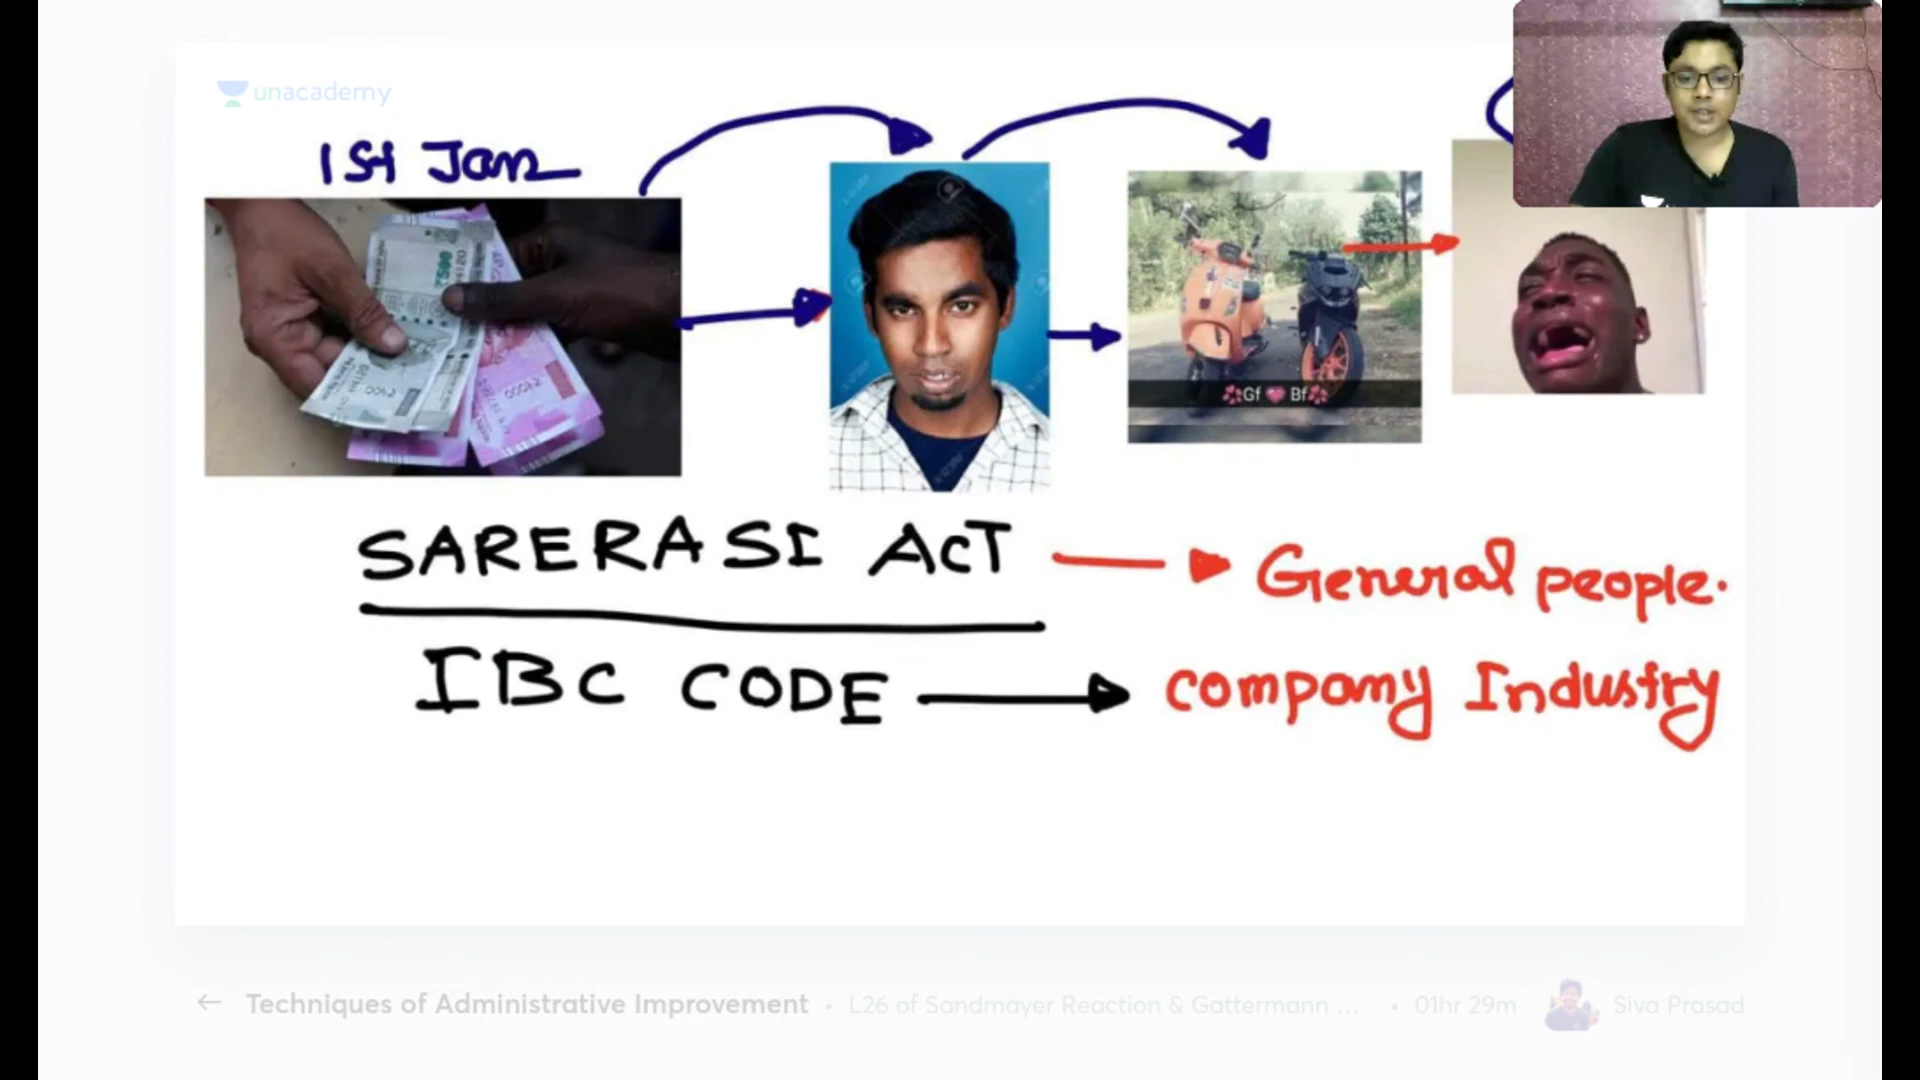 unacademy
1st Jan
₹500
Gf Bf
SARERASI ACT
General people.
IBC CODE
company Industry
Techniques of Administrative Improvement • L26 of Sandmayer Reaction & Gattermann ... • 01hr 29m Siva Prasad